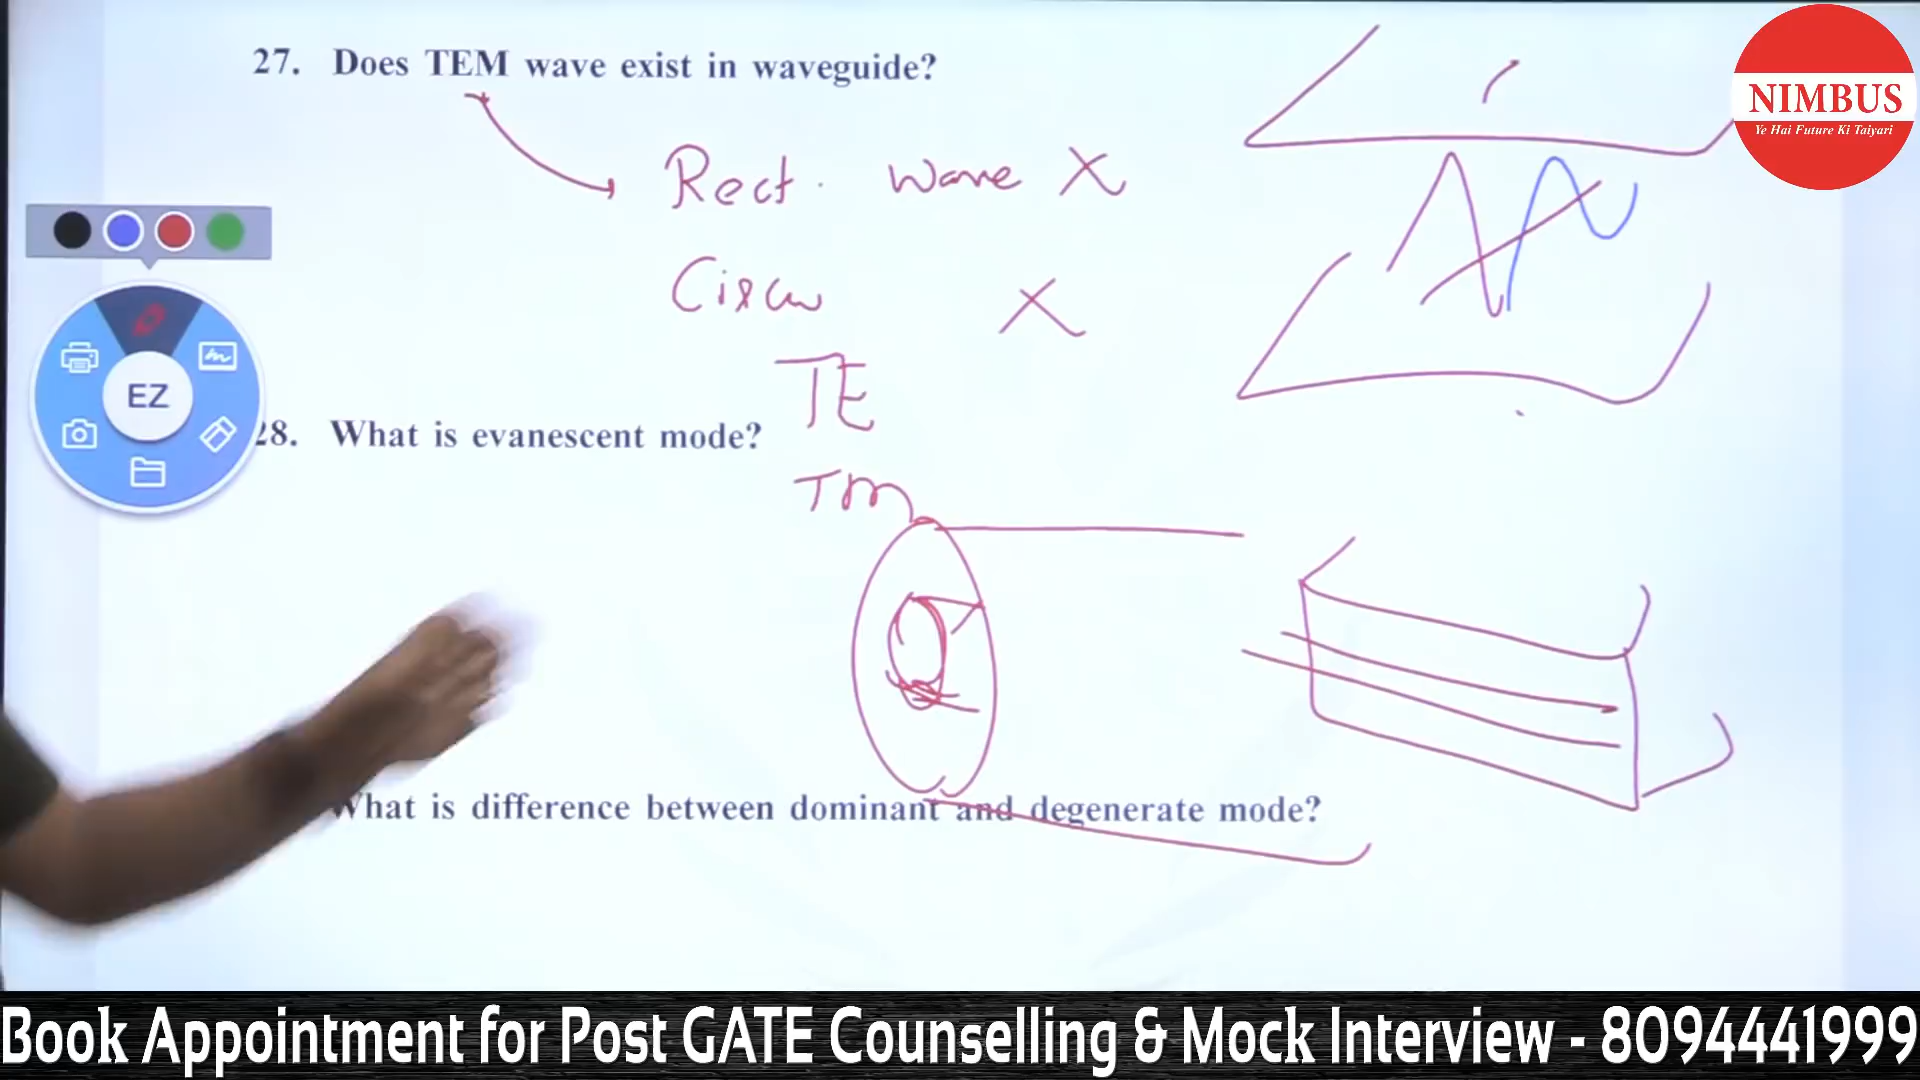 27. Does TEM wave exist in waveguide?
NIMBUS
Ye Hai Future Ki Taiyari
Rect. wave X
X
TE
EZ
28. What is evanescent mode?
TM
What is difference between dominant and degenerate mode?
Book Appointment for Post GATE Counselling & Mock Interview - 8094441999